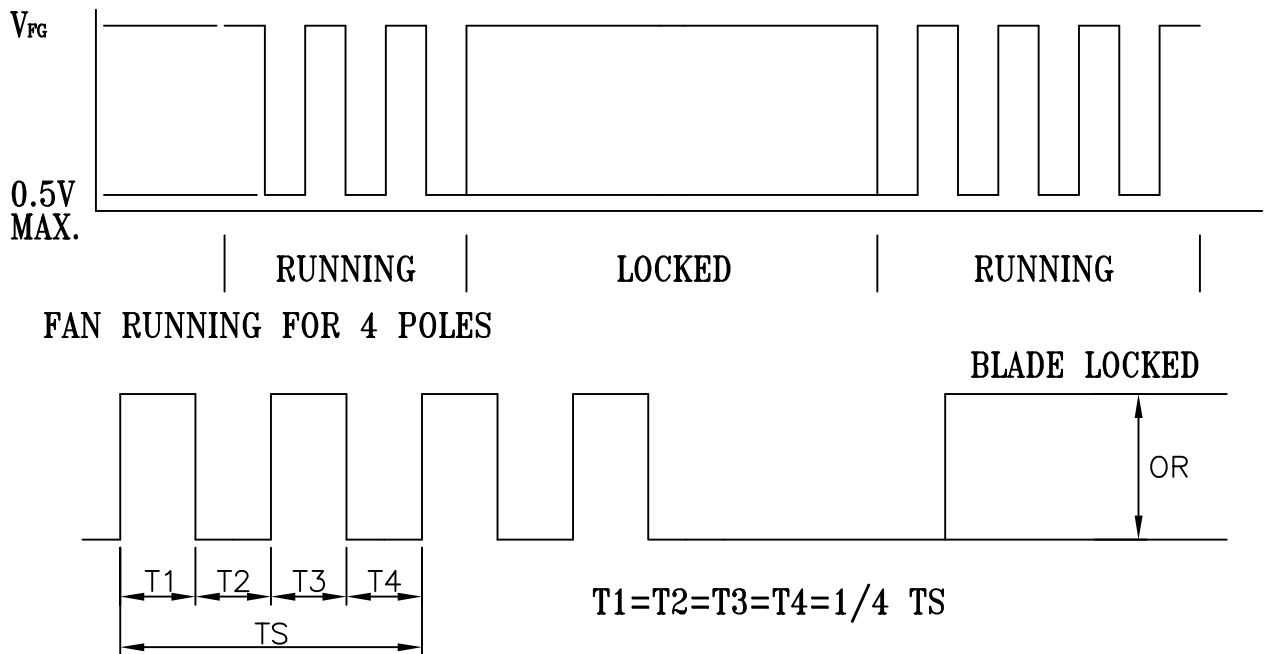 VFG
0.5V
MAX.
RUNNING
LOCKED
RUNNING
FAN RUNNING FOR 4 POLES
BLADE LOCKED
OR
T1
T2
T3
T4
T1=T2=T3=T4=1/4 TS
TS